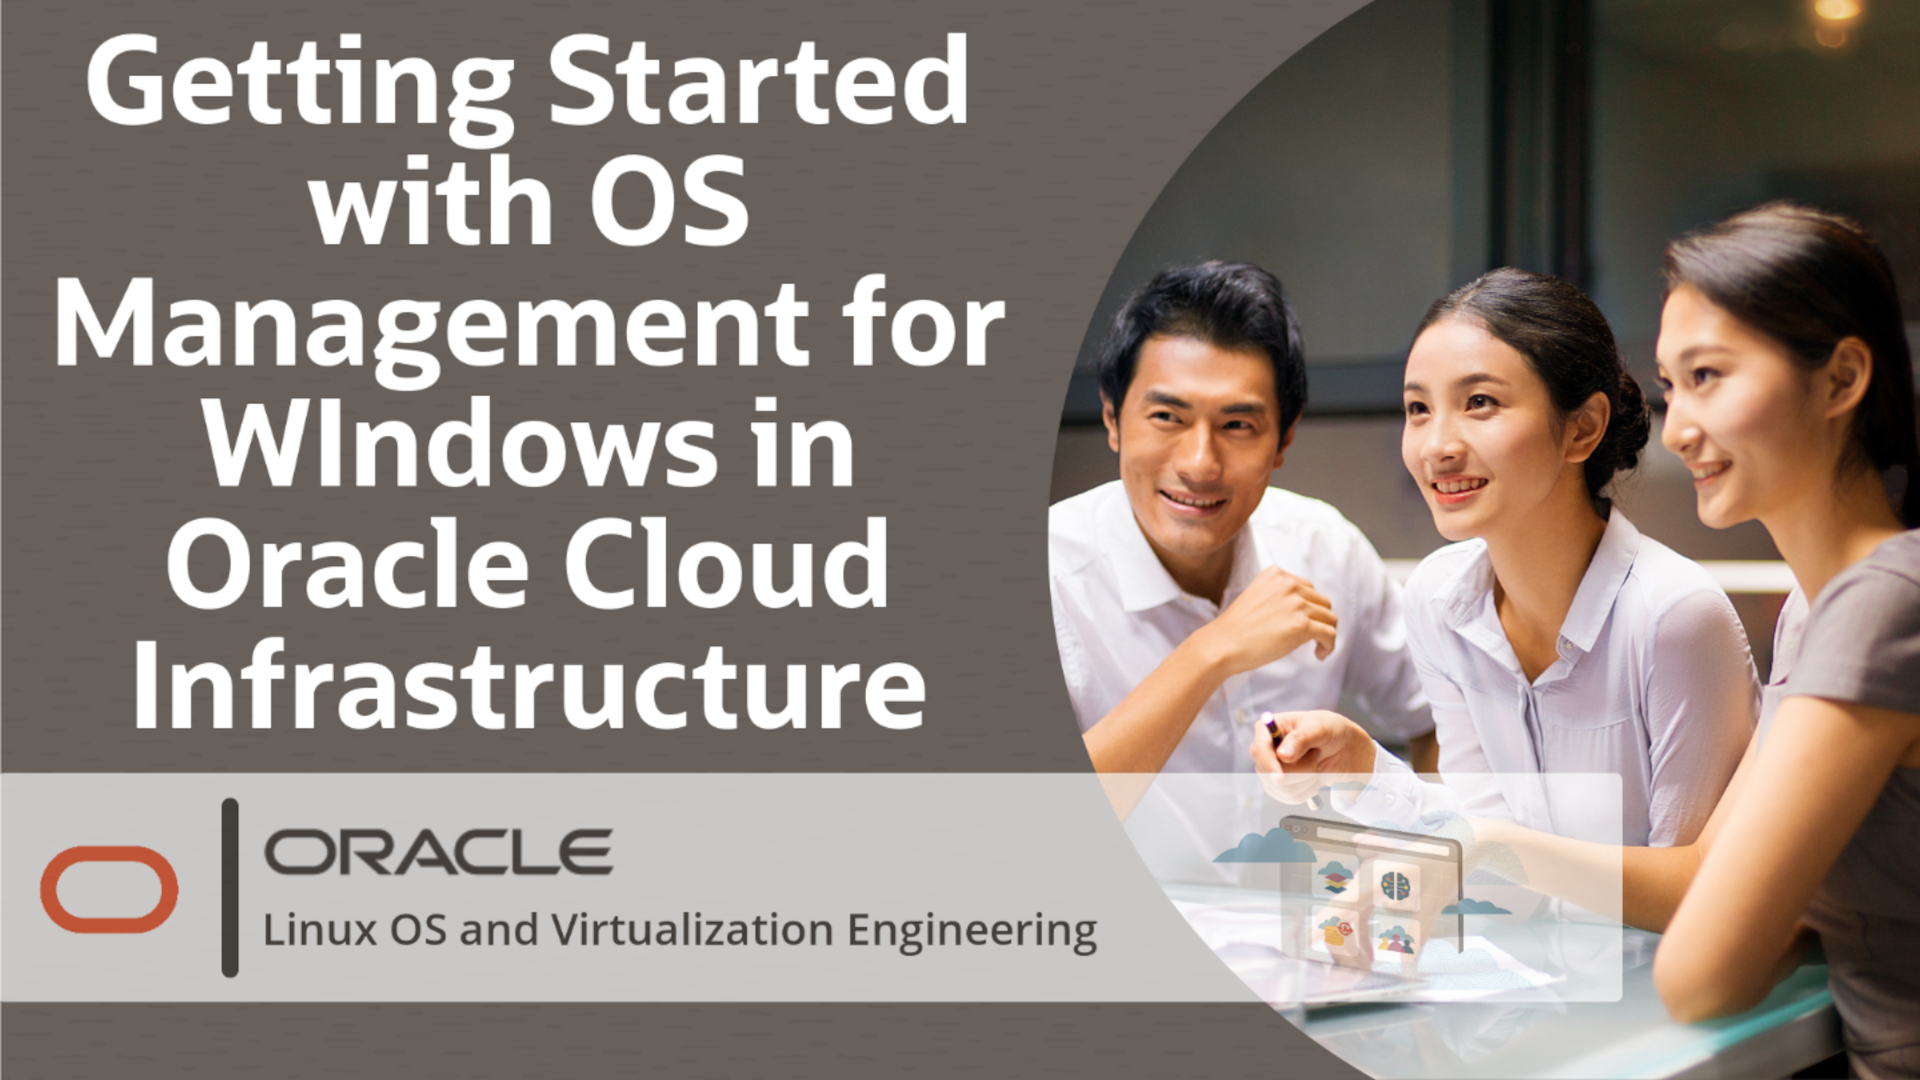 Getting Started
with OS
Management for
WIndows in
Oracle Cloud
Infrastructure
ORACLE
Linux OS and Virtualization Engineering